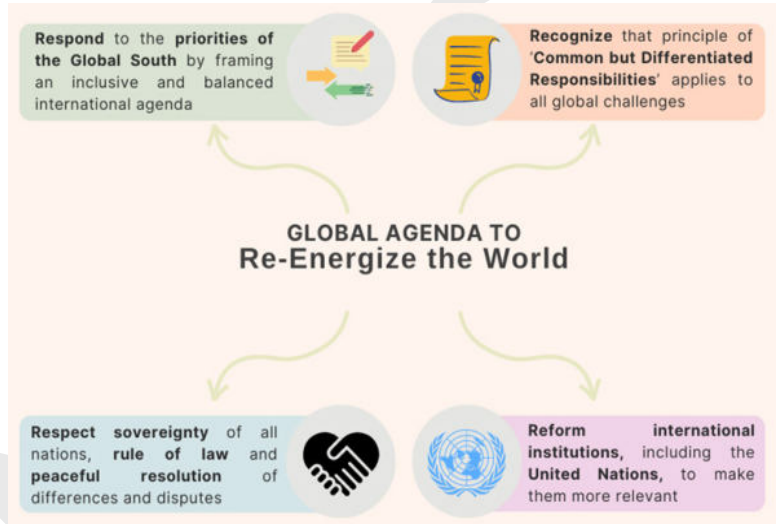 Respond to the priorities of
the Global South by framing
an inclusive and balanced
international agenda
Recognize that principle of
'Common but Differentiated
Responsibilities' applies to
all global challenges
GLOBAL AGENDA TO
Re-Energize the World
Respect sovereignty of all
nations, rule of law and
peaceful resolution of
differences and disputes
Reform international
institutions, including the
United Nations, to make
them more relevant